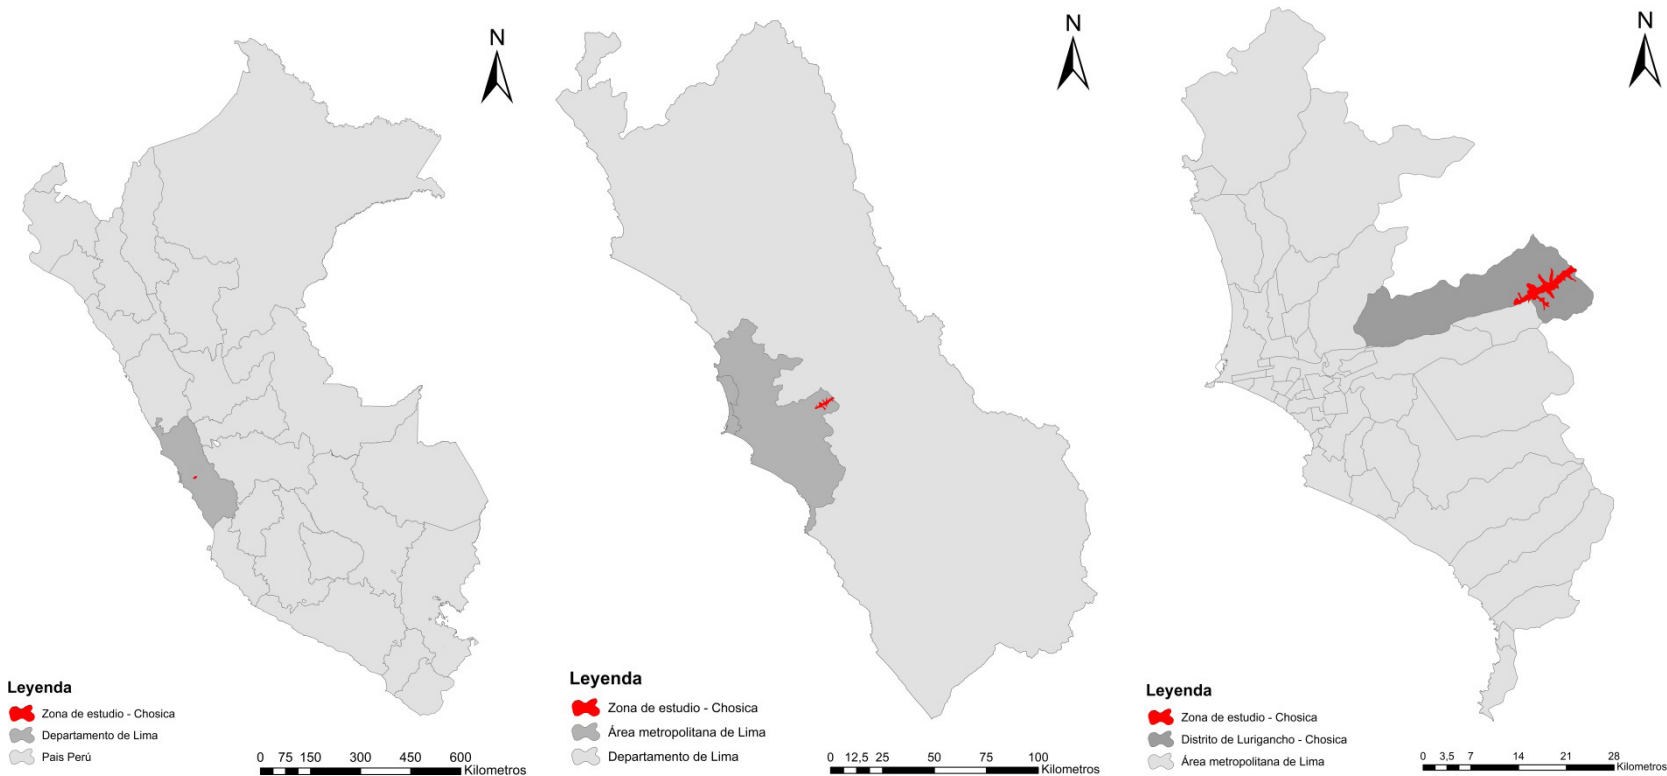 N
Leyenda
Zona de estudio - Chosica
Departamento de Lima
Pais Perú
0 75 150 300 450 600
Kilometros
N
Leyenda
Zona de estudio - Chosica
Área metropolitana de Lima
Departamento de Lima
0 12,5 25 50 75 100
Kilometros
N
Leyenda
Zona de estudio - Chosica
Distrito de Lurigancho - Chosica
Área metropolitana de Lima
0 3,5 7 14 21 28
Kilometros